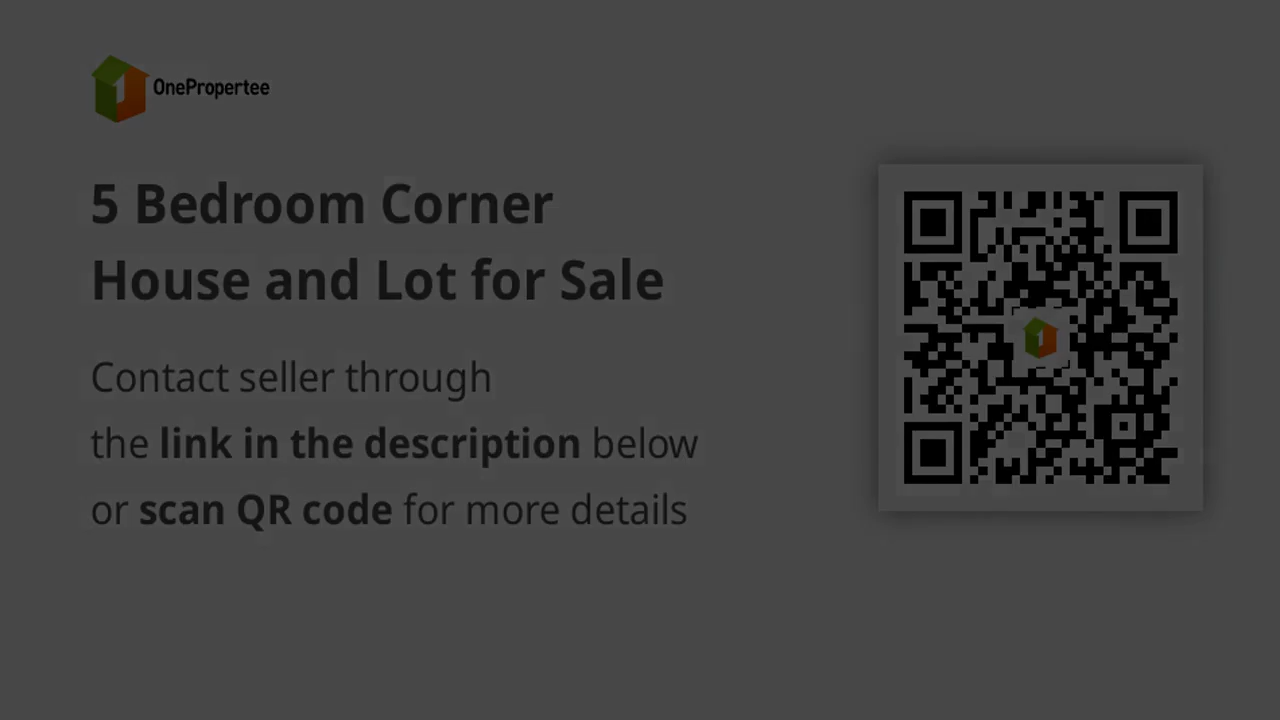 OnePropertee
5 Bedroom Corner
House and Lot for Sale
Contact seller through
the link in the description below
or scan QR code for more details